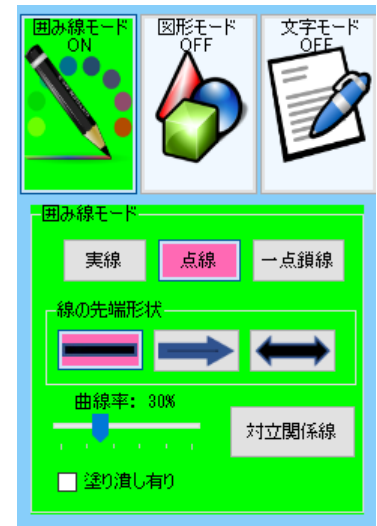 囲み線モード
ON
図形モード
OFF
文字モード
OFF
囲み線モード
実線
点線
一点鎖線
線の先端形状
曲線率: 30%
対立関係線
塗り潰し有り